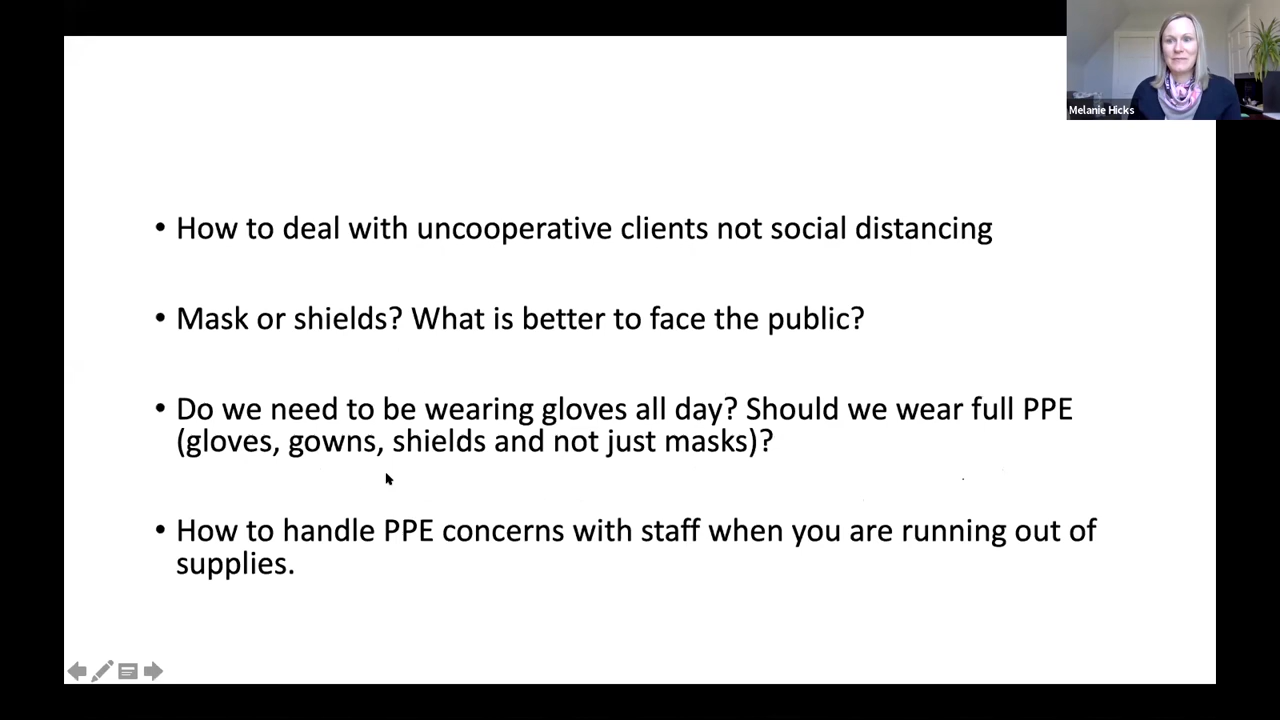 Melanie Hicks
• How to deal with uncooperative clients not social distancing
• Mask or shields? What is better to face the public?
• Do we need to be wearing gloves all day? Should we wear full PPE
(gloves, gowns, shields and not just masks)?
• How to handle PPE concerns with staff when you are running out of
supplies.